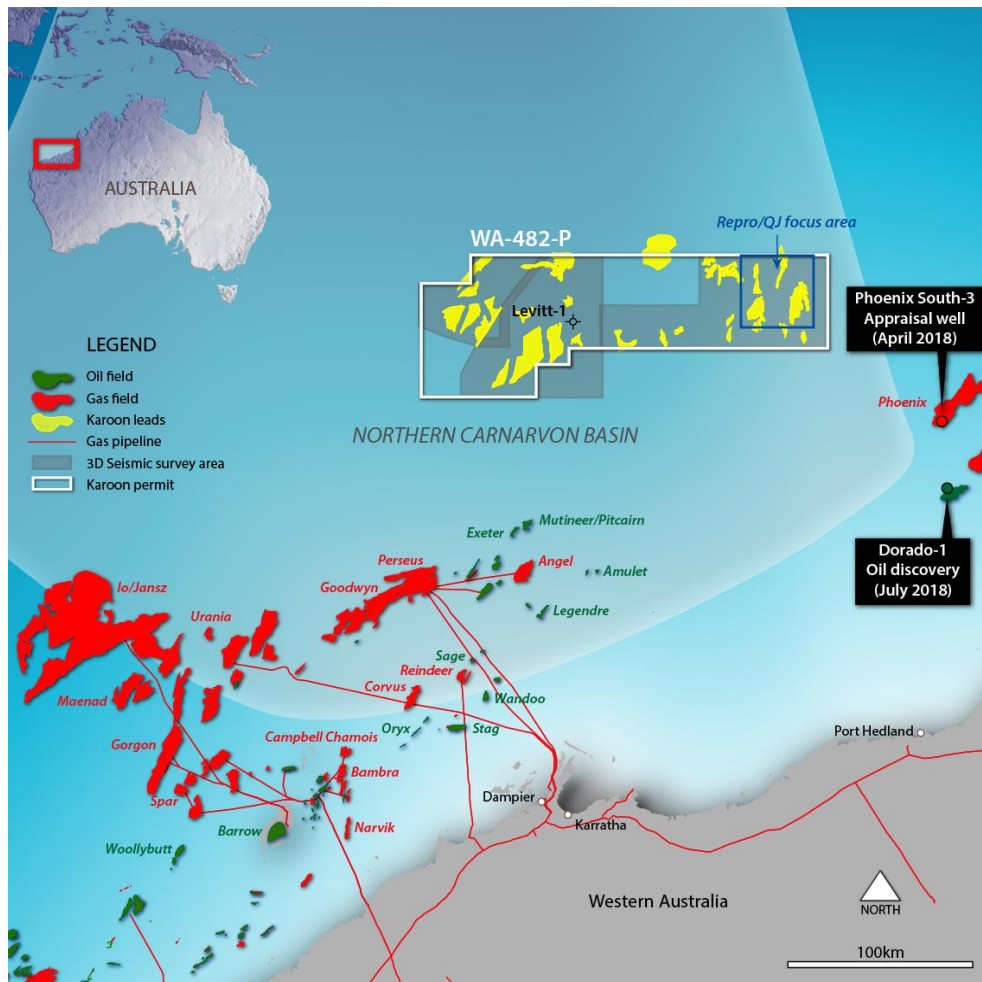 AUSTRALIA
WA-482-P
Repro/QJ focus area
Levitt-1
Phoenix South-3
Appraisal well
(April 2018)
Phoenix
LEGEND
Oil field
Gas field
Karoon leads
Gas pipeline
3D Seismic survey area
Karoon permit
NORTHERN CARNARVON BASIN
Dorado-1
Oil discovery
(July 2018)
Mutineer/Pitcairn
Exeter
Perseus
Angel
Amulet
Goodwyn
Io/Jansz
Legendre
Urania
Sage
Reindeer
Corvus
Wandoo
Maenad
Oryx
Stag
Campbell Chamois
Gorgon
Port Hedland
Bambra
Spar
Dampier
Karratha
Barrow
Narvik
Woollybutt
Western Australia
NORTH
100km